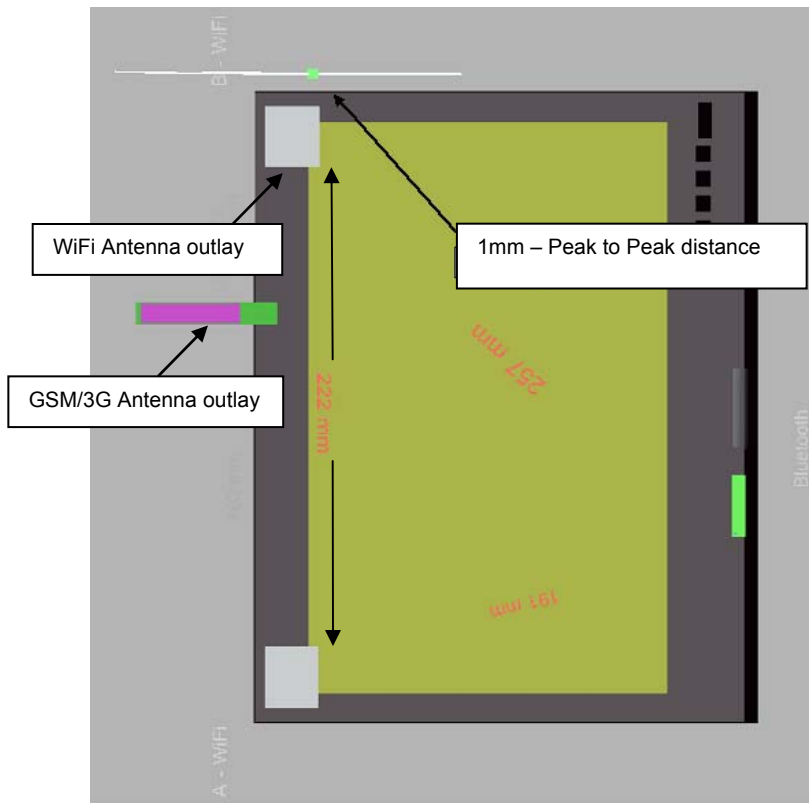 B - WiFi
WiFi Antenna outlay
1mm – Peak to Peak distance
257 mm
GSM/3G Antenna outlay
222 mm
Bluetooth
191 mm
A - WiFi